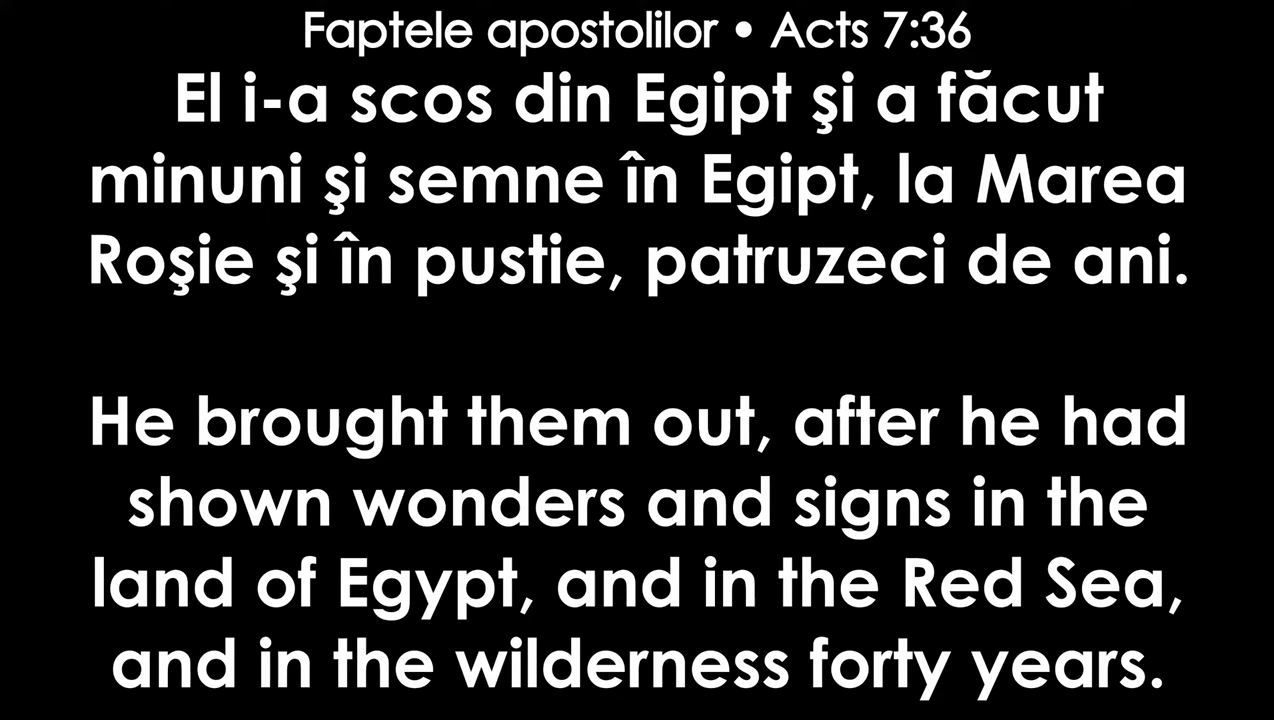 Faptele apostolilor • Acts 7:36
El i-a scos din Egipt şi a făcut
minuni şi semne în Egipt, la Marea
Roşie şi în pustie, patruzeci de ani.
He brought them out, after he had
shown wonders and signs in the
land of Egypt, and in the Red Sea,
and in the wilderness forty years.